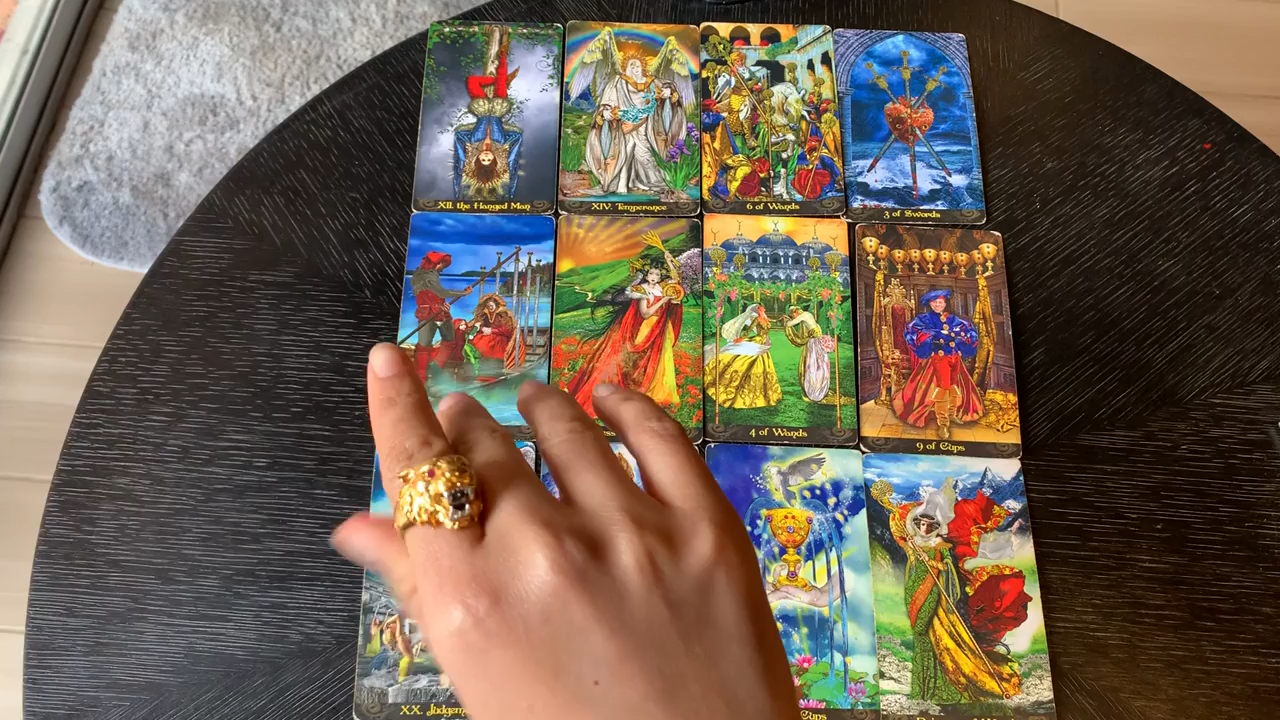 XII. the Hanged Man
XIV. Temperance
6 of Wands
3 of Swords
4 of Wands
9 of Cups
XX.
Cups